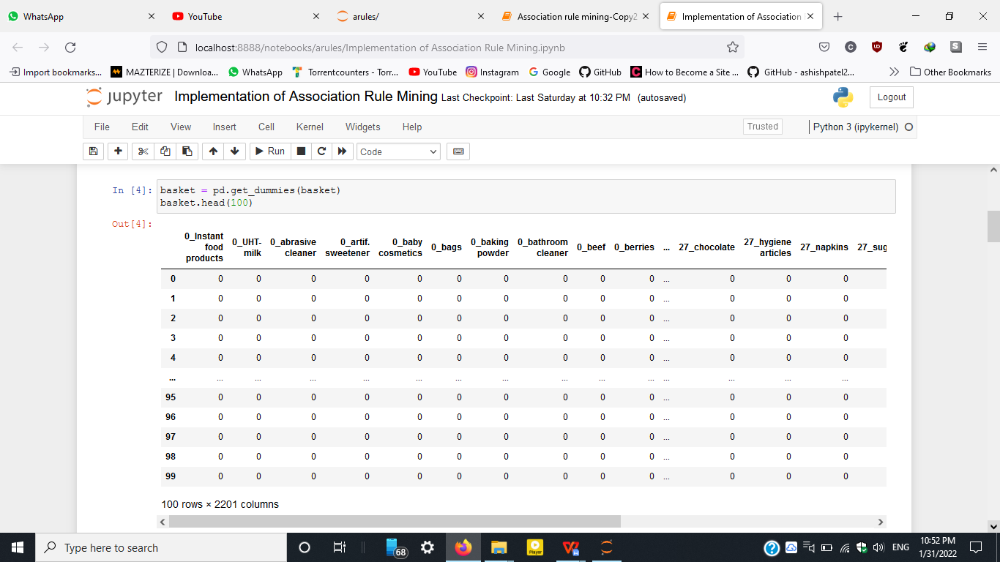 WhatsApp
YouTube
arules/
Association rule mining-Copy2
Implementation of Association
localhost:8888/notebooks/arules/Implementation of Association Rule Mining.ipynb
Import bookmarks... MAZTERIZE | Downloa... WhatsApp Torrentcounters - Torr... YouTube Instagram Google GitHub How to Become a Site ... GitHub - ashishpatel2... Other Bookmarks
jupyter Implementation of Association Rule Mining Last Checkpoint: Last Saturday at 10:32 PM (autosaved) Logout
File Edit View Insert Cell Kernel Widgets Help Trusted Python 3 (ipykernel)
Run Code
In [4]: basket = pd.get_dummies(basket)
basket.head(100)
Out[4]:
0_Instant food products 0_UHT-milk 0_abrasive cleaner 0_artif. sweetener 0_baby cosmetics 0_bags 0_baking powder 0_bathroom cleaner 0_beef 0_berries ... 27_chocolate 27_hygiene articles 27_napkins 27_sug
0 0 0 0 0 0 0 0 0 0 0 ... 0 0 0
1 0 0 0 0 0 0 0 0 0 0 ... 0 0 0
2 0 0 0 0 0 0 0 0 0 0 ... 0 0 0
3 0 0 0 0 0 0 0 0 0 0 ... 0 0 0
4 0 0 0 0 0 0 0 0 0 0 ... 0 0 0
... ... ... ... ... ... ... ... ... ... ... ... ... ... ...
95 0 0 0 0 0 0 0 0 0 0 ... 0 0 0
96 0 0 0 0 0 0 0 0 0 0 ... 0 0 0
97 0 0 0 0 0 0 0 0 0 0 ... 0 0 0
98 0 0 0 0 0 0 0 0 0 0 ... 0 0 0
99 0 0 0 0 0 0 0 0 0 0 ... 0 0 0
100 rows × 2201 columns
Type here to search
68
Player
ENG
10:52 PM
1/31/2022